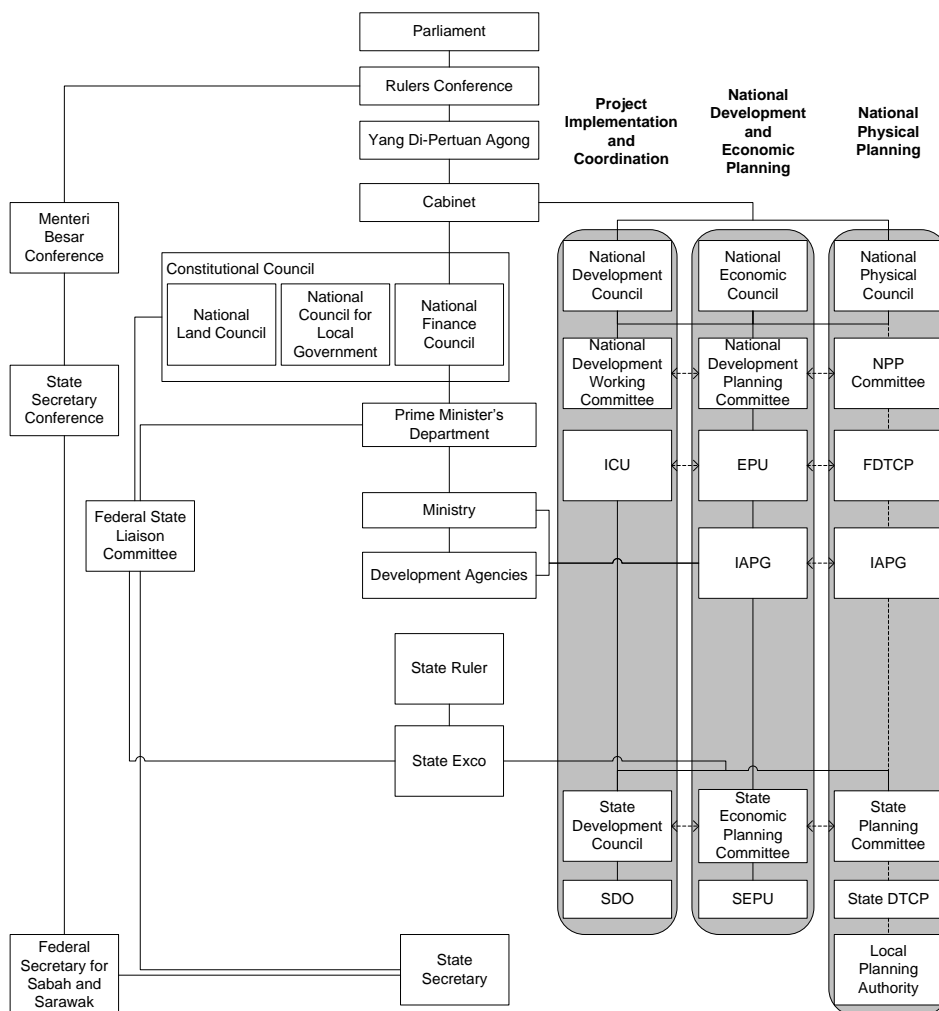 Parliament
Rulers Conference
Yang Di-Pertuan Agong
Cabinet
Project
Implementation
and
Coordination
National
Development
and
Economic
Planning
National
Physical
Planning
Menteri
Besar
Conference
State
Secretary
Conference
Constitutional Council
National
Land Council
National
Council for
Local
Government
National
Finance
Council
Prime Minister's
Department
Federal State
Liaison
Committee
Ministry
Development Agencies
State Ruler
State Exco
Federal
Secretary for
Sabah and
Sarawak
State
Secretary
National
Development
Council
National
Development
Working
Committee
ICU
State
Development
Council
SDO
National
Economic
Council
National
Development
Planning
Committee
EPU
IAPG
State
Economic
Planning
Committee
SEPU
National
Physical
Council
NPP
Committee
FDTCP
IAPG
State
Planning
Committee
State DTCP
Local
Planning
Authority